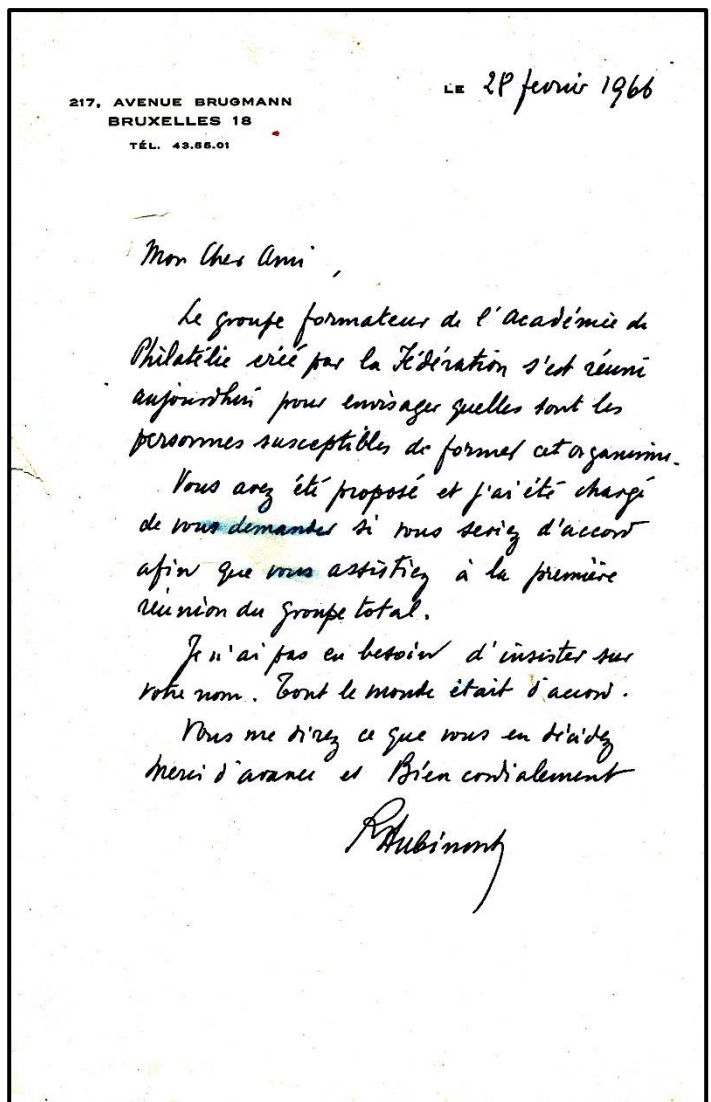 217, AVENUE BRUGMANN
BRUXELLES 18
TÉL. 43.55.01
LE 28 fevrier 1966
Mon Cher Ami,
Le groupe formateur de l'Académie de
Philatélie créé par la Fédération s'est réuni
aujourdhui pour envisager quelles sont les
personnes susceptibles de former cet organisme.
Vous avez été proposé et j'ai été chargé
de vous demander si vous seriez d'accord
afin que vous assistiez à la première
réunion du groupe total.
Je n'ai pas eu besoin d'insister sur
votre nom. Tout le monde était d'accord.
Vous me direz ce que vous en décidez
Merci d'avance et Bien cordialement
RHubinont